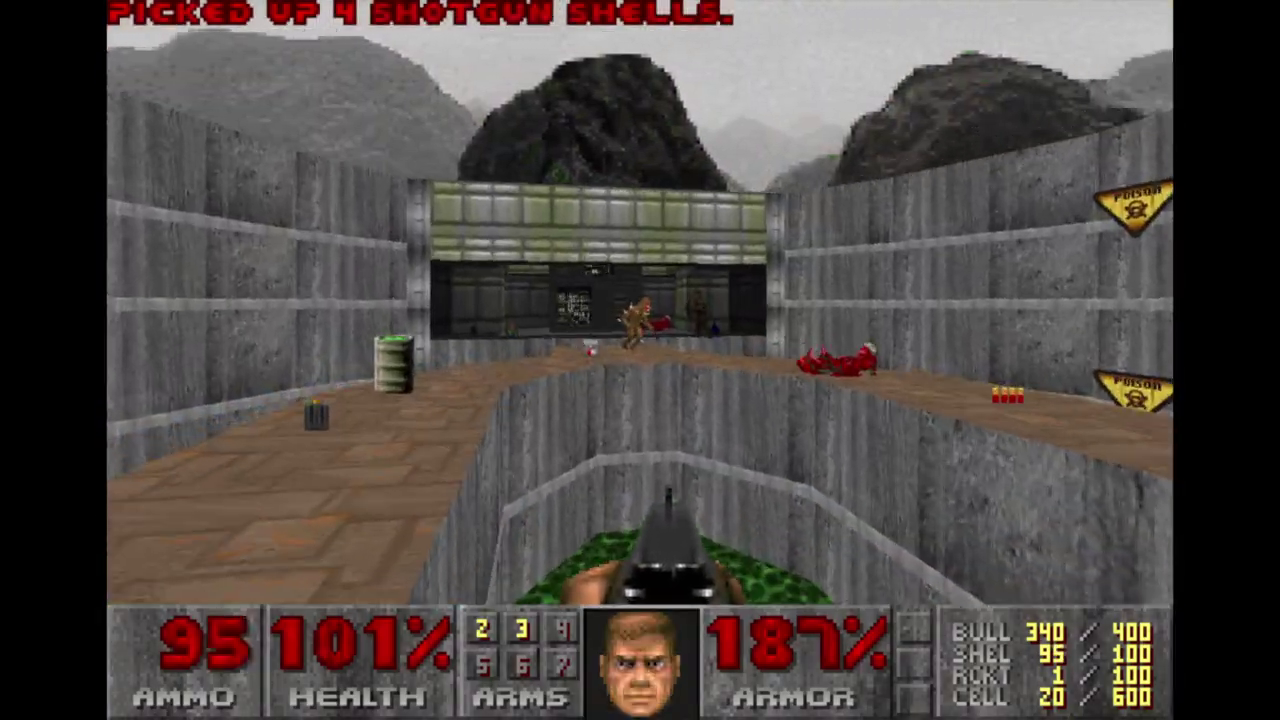 PICKED UP 4 SHOTGUN SHELLS.
POISON
POISON
95 101% 2 3 4 187% BULL 340 / 400
5 6 7 SHEL 95 / 100
RCKT 1 / 100
AMMO HEALTH ARMS ARMOR CELL 20 / 600